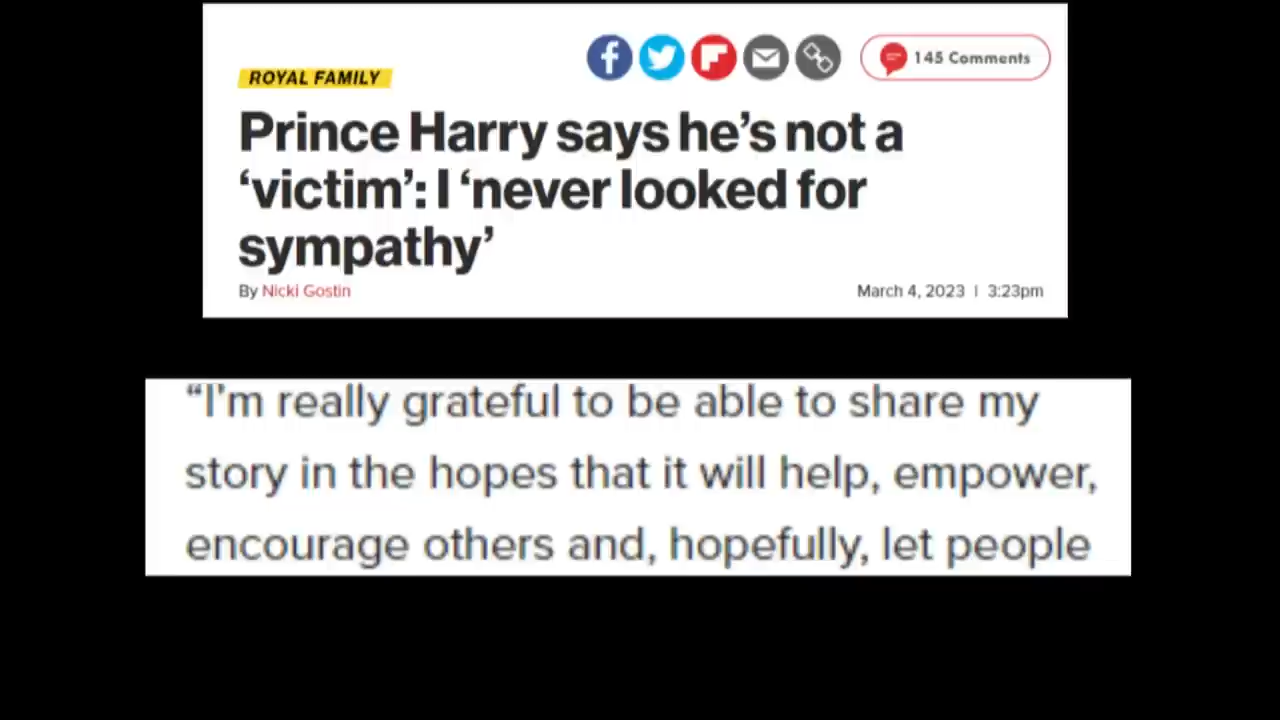 145 Comments
ROYAL FAMILY
Prince Harry says he’s not a
‘victim’: I ‘never looked for
sympathy’
By Nicki Gostin March 4, 2023 | 3:23pm
“I’m really grateful to be able to share my
story in the hopes that it will help, empower,
encourage others and, hopefully, let people